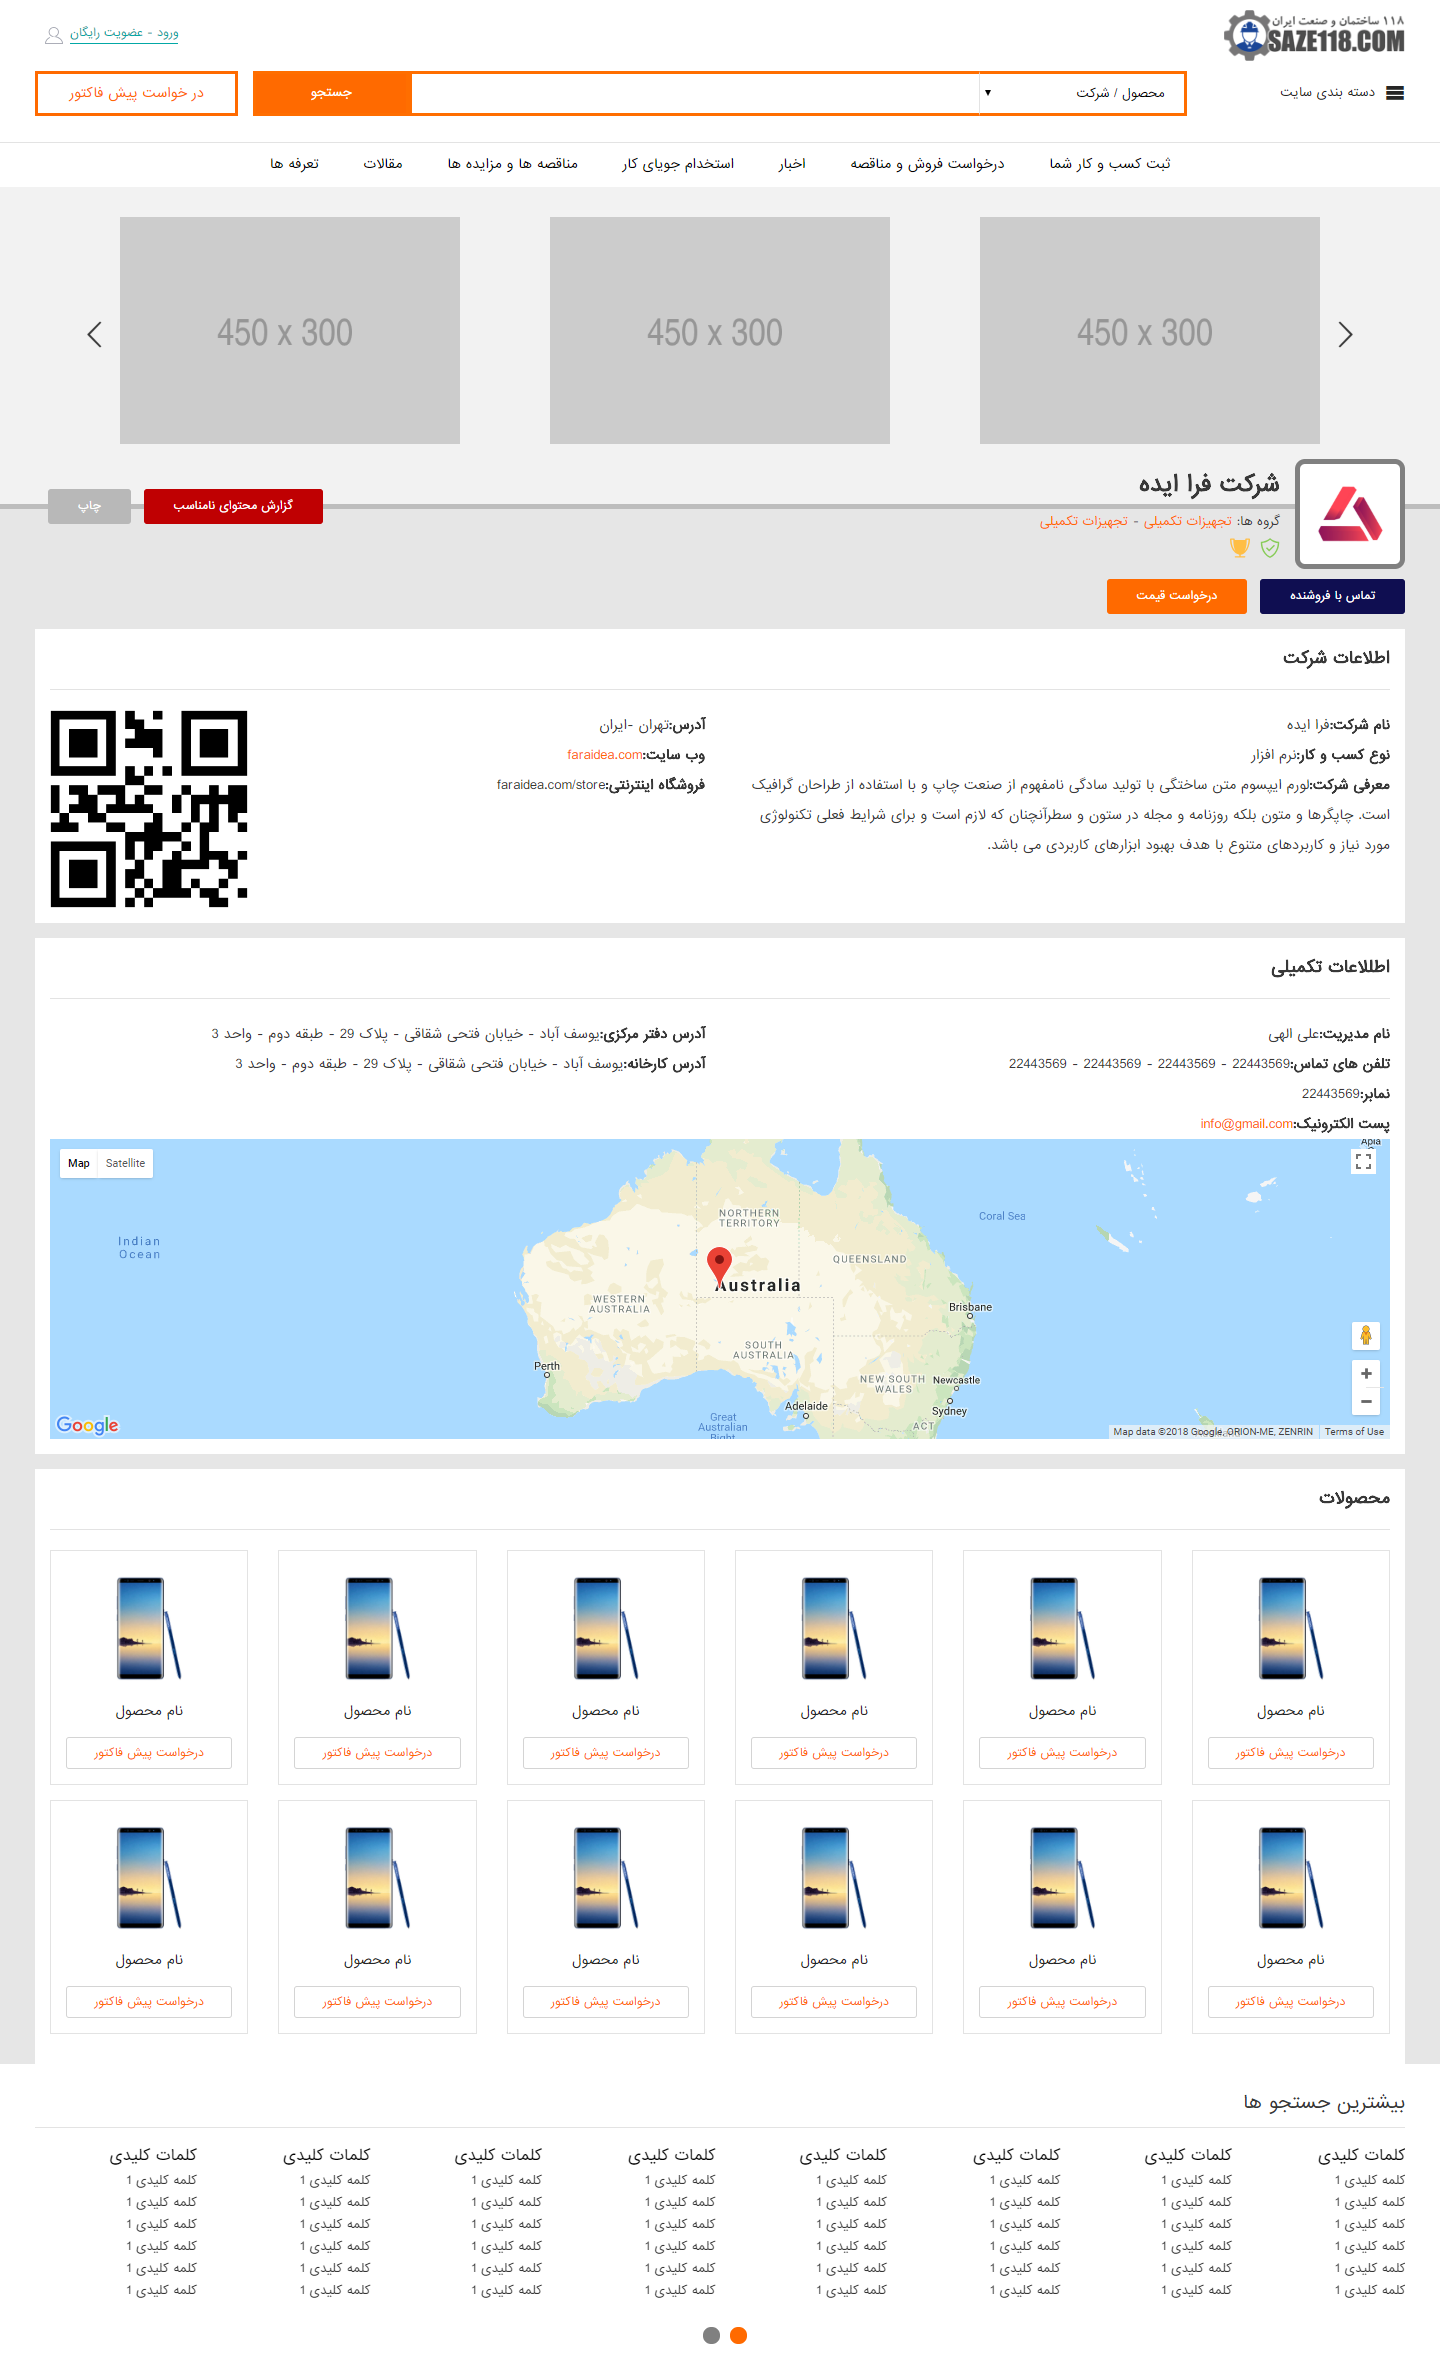 ۱۱۸ ساختمان و صنعت ایران
SAZE118.COM
ورود - عضویت رایگان
دسته بندی سایت
محصول / شرکت
جستجو
در خواست پیش فاکتور
ثبت کسب و کار شما
درخواست فروش و مناقصه
اخبار
استخدام جویای کار
مناقصه ها و مزایده ها
مقالات
تعرفه ها
450 x 300
450 x 300
450 x 300
شرکت فرا ایده
گروه ها: تجهیزات تکمیلی - تجهیزات تکمیلی
گزارش محتوای نامناسب
چاپ
تماس با فروشنده
درخواست قیمت
اطلاعات شرکت
نام شرکت:فرا ایده
نوع کسب و کار:نرم افزار
معرفی شرکت:لورم ایپسوم متن ساختگی با تولید سادگی نامفهوم از صنعت چاپ و با استفاده از طراحان گرافیک
است. چاپگرها و متون بلکه روزنامه و مجله در ستون و سطرآنچنان که لازم است و برای شرایط فعلی تکنولوژی
مورد نیاز و کاربردهای متنوع با هدف بهبود ابزارهای کاربردی می باشد.
آدرس:تهران -ایران
وب سایت:faraidea.com
فروشگاه اینترنتی:faraidea.com/store
اطللاعات تکمیلی
نام مدیریت:علی الهی
تلفن های تماس:22443569 - 22443569 - 22443569 - 22443569
نمابر:22443569
پست الکترونیک:info@gmail.com
آدرس دفتر مرکزی:یوسف آباد - خیابان فتحی شقاقی - پلاک 29 - طبقه دوم - واحد 3
آدرس کارخانه:یوسف آباد - خیابان فتحی شقاقی - پلاک 29 - طبقه دوم - واحد 3
Map
Satellite
Apia
Coral Sea
Indian
Ocean
NORTHERN
TERRITORY
QUEENSLAND
Australia
WESTERN
AUSTRALIA
Brisbane
SOUTH
AUSTRALIA
Perth
NEW SOUTH
WALES
Newcastle
Adelaide
Sydney
Great
Australian
Bight
ACT
Google
Map data ©2018 Google, ORION-ME, ZENRIN
Terms of Use
محصولات
نام محصول
درخواست پیش فاکتور
نام محصول
درخواست پیش فاکتور
نام محصول
درخواست پیش فاکتور
نام محصول
درخواست پیش فاکتور
نام محصول
درخواست پیش فاکتور
نام محصول
درخواست پیش فاکتور
نام محصول
درخواست پیش فاکتور
نام محصول
درخواست پیش فاکتور
نام محصول
درخواست پیش فاکتور
نام محصول
درخواست پیش فاکتور
نام محصول
درخواست پیش فاکتور
نام محصول
درخواست پیش فاکتور
بیشترین جستجو ها
کلمات کلیدی
کلمه کلیدی 1
کلمه کلیدی 1
کلمه کلیدی 1
کلمه کلیدی 1
کلمه کلیدی 1
کلمه کلیدی 1
کلمات کلیدی
کلمه کلیدی 1
کلمه کلیدی 1
کلمه کلیدی 1
کلمه کلیدی 1
کلمه کلیدی 1
کلمه کلیدی 1
کلمات کلیدی
کلمه کلیدی 1
کلمه کلیدی 1
کلمه کلیدی 1
کلمه کلیدی 1
کلمه کلیدی 1
کلمه کلیدی 1
کلمات کلیدی
کلمه کلیدی 1
کلمه کلیدی 1
کلمه کلیدی 1
کلمه کلیدی 1
کلمه کلیدی 1
کلمه کلیدی 1
کلمات کلیدی
کلمه کلیدی 1
کلمه کلیدی 1
کلمه کلیدی 1
کلمه کلیدی 1
کلمه کلیدی 1
کلمه کلیدی 1
کلمات کلیدی
کلمه کلیدی 1
کلمه کلیدی 1
کلمه کلیدی 1
کلمه کلیدی 1
کلمه کلیدی 1
کلمه کلیدی 1
کلمات کلیدی
کلمه کلیدی 1
کلمه کلیدی 1
کلمه کلیدی 1
کلمه کلیدی 1
کلمه کلیدی 1
کلمه کلیدی 1
کلمات کلیدی
کلمه کلیدی 1
کلمه کلیدی 1
کلمه کلیدی 1
کلمه کلیدی 1
کلمه کلیدی 1
کلمه کلیدی 1